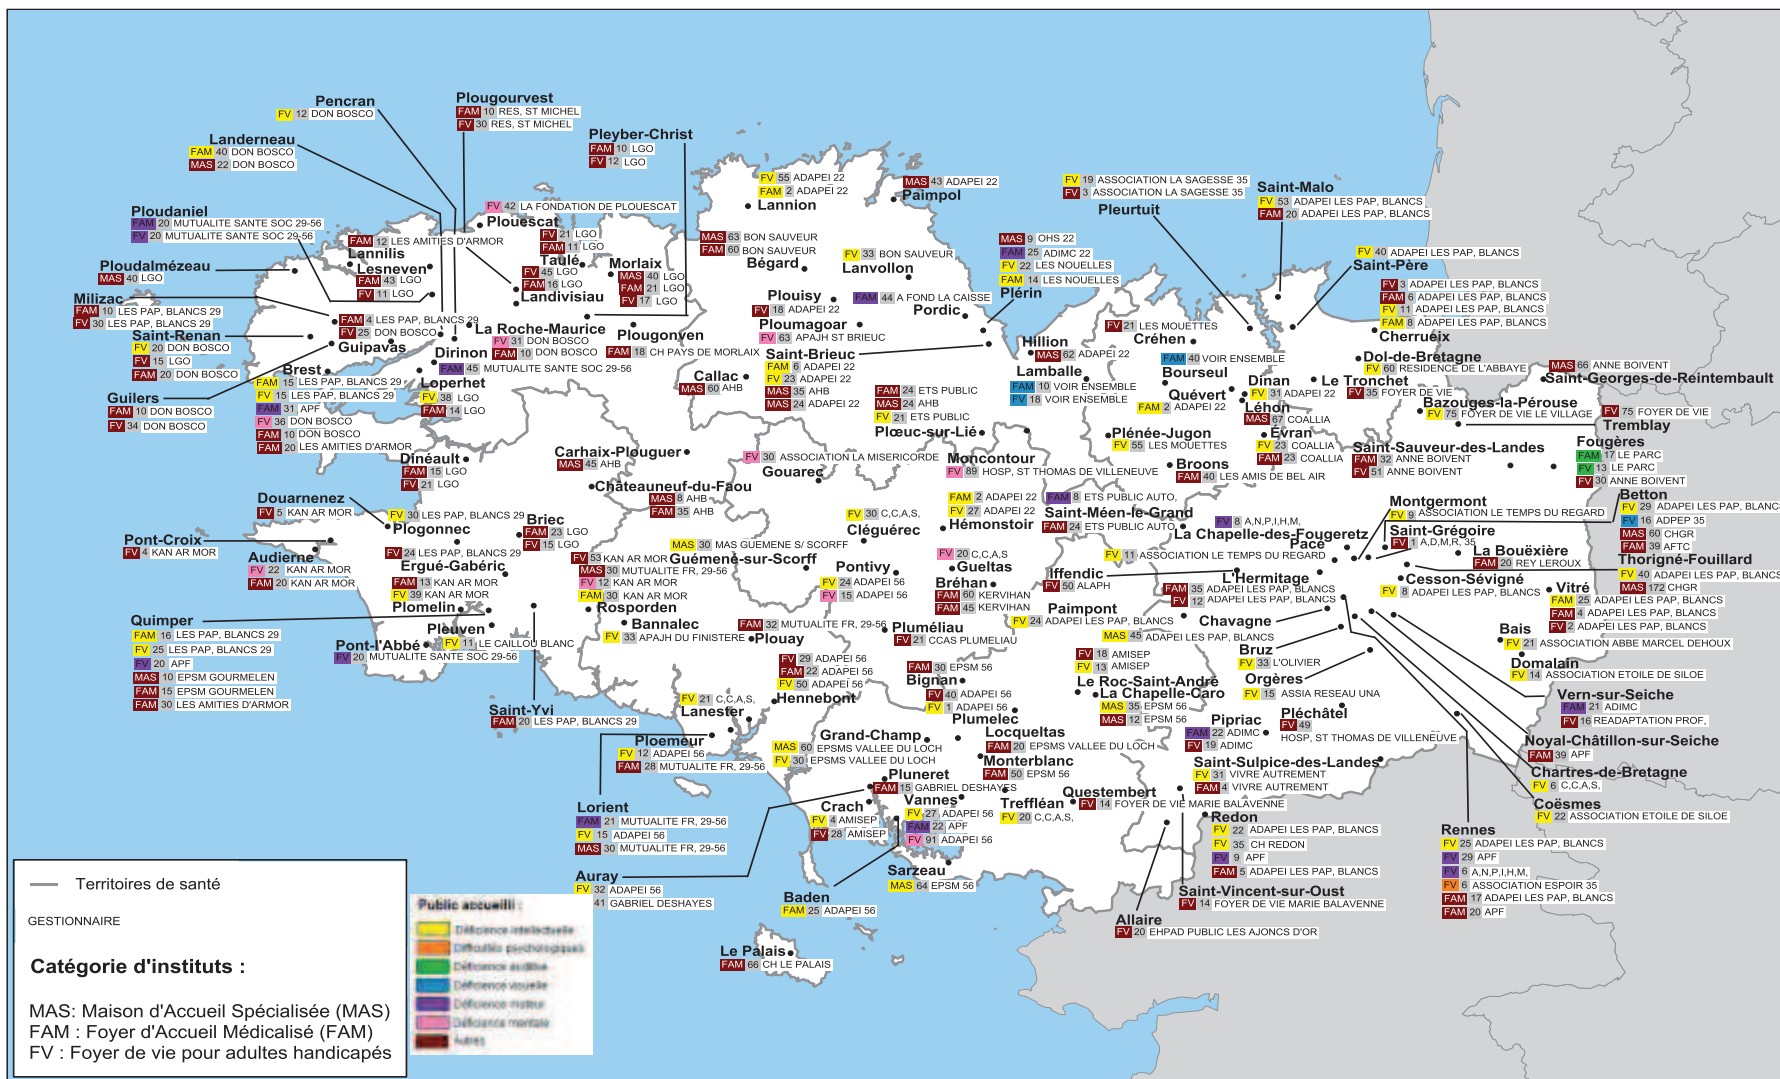 Pencran
FV 12 DON BOSCO
Plougourvest
FAM 10 RES, ST MICHEL
FV 30 RES, ST MICHEL
Landerneau
FAM 40 DON BOSCO
MAS 22 DON BOSCO
Pleyber-Christ
FAM 10 LGO
FV 12 LGO
Ploudaniel
FAM 20 MUTUALITE SANTE SOC 29-56
FV 20 MUTUALITE SANTE SOC 29-56
FV 42 LA FONDATION DE PLOUESCAT
Plouescat
FAM 12 LES AMITIES D'ARMOR
Lannilis
Ploudalmézeau
MAS 40 LGO
Lesneven
FAM 43 LGO
FV 11 LGO
FV 21 LGO
FAM 11 LGO
Taulé
FV 45 LGO
FAM 16 LGO
Landivisiau
Morlaix
MAS 40 LGO
FAM 21 LGO
FV 17 LGO
Milizac
FAM 10 LES PAP, BLANCS 29
FV 30 LES PAP, BLANCS 29
FAM 4 LES PAP, BLANCS 29
FV 25 DON BOSCO
Guipavas
Saint-Renan
FV 20 DON BOSCO
FV 15 LGO
FAM 20 DON BOSCO
La Roche-Maurice
FV 31 DON BOSCO
FAM 10 DON BOSCO
Plougonven
FAM 18 CH PAYS DE MORLAIX
Dirinon
FAM 45 MUTUALITE SANTE SOC 29-56
Brest
FAM 15 LES PAP, BLANCS 29
FV 15 LES PAP, BLANCS 29
FAM 31 APF
FV 36 DON BOSCO
FAM 10 DON BOSCO
FAM 20 LES AMITIES D'ARMOR
Loperhet
FV 38 LGO
FAM 14 LGO
Guilers
FAM 10 DON BOSCO
FV 34 DON BOSCO
Dinéault
FAM 15 LGO
FV 21 LGO
Carhaix-Plouguer
MAS 45 AHB
Châteauneuf-du-Faou
MAS 8 AHB
FAM 35 AHB
Douarnenez
FV 5 KAN AR MOR
FV 30 LES PAP, BLANCS 29
Plogonnec
Briec
FAM 23 LGO
FV 15 LGO
Pont-Croix
FV 4 KAN AR MOR
Audierne
FV 22 KAN AR MOR
FAM 20 KAN AR MOR
FV 24 LES PAP, BLANCS 29
Ergué-Gabéric
FAM 13 KAN AR MOR
FV 39 KAN AR MOR
Plomelin
FV 53 KAN AR MOR
MAS 30 MUTUALITE FR, 29-56
FV 12 KAN AR MOR
FAM 30 KAN AR MOR
Rosporden
Quimper
FAM 16 LES PAP, BLANCS 29
FV 25 LES PAP, BLANCS 29
FV 20 APF
MAS 10 EPSM GOURMELEN
FAM 15 EPSM GOURMELEN
FAM 30 LES AMITIES D'ARMOR
Pleuven
FV 11 LE CAILLOU BLANC
Pont-l'Abbé
FV 20 MUTUALITE SANTE SOC 29-56
Bannalec
FV 33 APAJH DU FINISTERE
Saint-Yvi
FAM 20 LES PAP, BLANCS 29
FV 55 ADAPEI 22
FAM 2 ADAPEI 22
Lannion
MAS 43 ADAPEI 22
Paimpol
MAS 63 BON SAUVEUR
FAM 60 BON SAUVEUR
Bégard
FV 33 BON SAUVEUR
Lanvollon
Plouisy
FV 18 ADAPEI 22
FAM 44 A FOND LA CAISSE
Pordic
Ploumagoar
FV 63 APAJH ST BRIEUC
MAS 9 OHS 22
FAM 25 ADIMC 22
FV 22 LES NOUELLES
FAM 14 LES NOUELLES
Plérin
Saint-Brieuc
FAM 6 ADAPEI 22
FV 23 ADAPEI 22
MAS 35 AHB
MAS 24 ADAPEI 22
Callac
MAS 60 AHB
FAM 24 ETS PUBLIC
MAS 24 AHB
FV 21 ETS PUBLIC
Plœuc-sur-Lié
Hillion
MAS 62 ADAPEI 22
Lamballe
FAM 10 VOIR ENSEMBLE
FV 18 VOIR ENSEMBLE
FV 30 ASSOCIATION LA MISERICORDE
Gouarec
Moncontour
FV 89 HOSP, ST THOMAS DE VILLENEUVE
FAM 2 ADAPEI 22
FV 27 ADAPEI 22
Hémonstoir
FV 30 C,C,A,S,
Cléguérec
MAS 30 MAS GUEMENE S/ SCORFF
Guémené-sur-Scorff
Pontivy
FV 24 ADAPEI 56
FV 15 ADAPEI 56
FV 20 C,C,A,S
Gueltas
Bréhan
FAM 60 KERVIHAN
FAM 45 KERVIHAN
FAM 32 MUTUALITE FR, 29-56
Plouay
Pluméliau
FV 21 CCAS PLUMELIAU
FV 29 ADAPEI 56
FAM 22 ADAPEI 56
FV 50 ADAPEI 56
Hennebont
FAM 30 EPSM 56
Bignan
FV 40 ADAPEI 56
FV 1 ADAPEI 56
Plumelec
FV 21 C,C,A,S,
Lanester
Ploemeur
FV 12 ADAPEI 56
FAM 28 MUTUALITE FR, 29-56
Grand-Champ
MAS 60 EPSMS VALLEE DU LOCH
FV 30 EPSMS VALLEE DU LOCH
Locqueltas
FAM 20 EPSMS VALLEE DU LOCH
Monterblanc
FAM 50 EPSM 56
Pluneret
FAM 15 GABRIEL DESHAYES
Lorient
FAM 21 MUTUALITE FR, 29-56
FV 15 ADAPEI 56
MAS 30 MUTUALITE FR, 29-56
Crach
FV 4 AMISEP
FV 28 AMISEP
Vannes
FV 27 ADAPEI 56
FAM 22 APF
FV 91 ADAPEI 56
Treffléan
FV 20 C,C,A,S,
Questembert
FV 14 FOYER DE VIE MARIE BALAVENNE
Auray
FV 32 ADAPEI 56
41 GABRIEL DESHAYES
Baden
FAM 25 ADAPEI 56
Sarzeau
MAS 64 EPSM 56
Le Palais
FAM 66 CH LE PALAIS
FV 19 ASSOCIATION LA SAGESSE 35
FV 3 ASSOCIATION LA SAGESSE 35
Pleurtuit
Saint-Malo
FV 53 ADAPEI LES PAP, BLANCS
FAM 20 ADAPEI LES PAP, BLANCS
FV 40 ADAPEI LES PAP, BLANCS
Saint-Père
FV 3 ADAPEI LES PAP, BLANCS
FAM 6 ADAPEI LES PAP, BLANCS
FV 11 ADAPEI LES PAP, BLANCS
FAM 8 ADAPEI LES PAP, BLANCS
Cherrueix
FV 21 LES MOUETTES
Créhen
FAM 40 VOIR ENSEMBLE
Bourseul
Dol-de-Bretagne
FV 60 RESIDENCE DE L'ABBAYE
MAS 66 ANNE BOIVENT
Saint-Georges-de-Reintembault
Quévert
FAM 2 ADAPEI 22
Dinan
FV 31 ADAPEI 22
Le Tronchet
FV 35 FOYER DE VIE
Léhon
MAS 67 COALLIA
Bazouges-la-Pérouse
FV 75 FOYER DE VIE LE VILLAGE
FV 75 FOYER DE VIE
Tremblay
Plénée-Jugon
FV 55 LES MOUETTES
Évran
FV 23 COALLIA
FAM 23 COALLIA
Broons
FAM 40 LES AMIS DE BEL AIR
Saint-Sauveur-des-Landes
FAM 32 ANNE BOIVENT
FV 51 ANNE BOIVENT
Fougères
FAM 17 LE PARC
FV 13 LE PARC
FV 30 ANNE BOIVENT
FAM 8 ETS PUBLIC AUTO,
Saint-Méen-le-Grand
FAM 24 ETS PUBLIC AUTO,
FV 8 A,N,P,I,H,M,
La Chapelle-des-Fougeretz
Pacé
FV 11 ASSOCIATION LE TEMPS DU REGARD
Montgermont
FV 9 ASSOCIATION LE TEMPS DU REGARD
Saint-Grégoire
FV 1 A,D,M,R, 35
Betton
FV 29 ADAPEI LES PAP, BLANCS
FV 16 ADPEP 35
MAS 60 CHGR
FAM 39 AFTC
La Bouëxière
FAM 20 REY LEROUX
Thorigné-Fouillard
FV 40 ADAPEI LES PAP, BLANCS
MAS 172 CHGR
Iffendic
FV 50 ALAPH
L'Hermitage
FAM 35 ADAPEI LES PAP, BLANCS
FV 12 ADAPEI LES PAP, BLANCS
Cesson-Sévigné
FV 8 ADAPEI LES PAP, BLANCS
Vitré
FAM 25 ADAPEI LES PAP, BLANCS
FAM 4 ADAPEI LES PAP, BLANCS
FV 2 ADAPEI LES PAP, BLANCS
Paimpont
FV 24 ADAPEI LES PAP, BLANCS
Chavagne
MAS 45 ADAPEI LES PAP, BLANCS
Bruz
FV 33 L'OLIVIER
Bais
FV 21 ASSOCIATION ABBE MARCEL DEHOUX
Domalain
FV 14 ASSOCIATION ETOILE DE SILOE
FV 18 AMISEP
FV 13 AMISEP
Le Roc-Saint-André
La Chapelle-Caro
MAS 35 EPSM 56
MAS 12 EPSM 56
Orgères
FV 15 ASSIA RESEAU UNA
Vern-sur-Seiche
FAM 21 ADIMC
FV 16 READAPTATION PROF,
Pipriac
FAM 22 ADIMC
FV 19 ADIMC
Pléchâtel
FV 49
HOSP, ST THOMAS DE VILLENEUVE
Noyal-Châtillon-sur-Seiche
FAM 39 APF
Saint-Sulpice-des-Landes
FV 31 VIVRE AUTREMENT
FAM 4 VIVRE AUTREMENT
Chartres-de-Bretagne
FV 6 C,C,A,S,
Coësmes
FV 22 ASSOCIATION ETOILE DE SILOE
Redon
FV 22 ADAPEI LES PAP, BLANCS
FV 35 CH REDON
FV 9 APF
FAM 5 ADAPEI LES PAP, BLANCS
Rennes
FV 25 ADAPEI LES PAP, BLANCS
FV 29 APF
FV 6 A,N,P,I,H,M,
FV 6 ASSOCIATION ESPOIR 35
FAM 17 ADAPEI LES PAP, BLANCS
FAM 20 APF
Saint-Vincent-sur-Oust
FV 14 FOYER DE VIE MARIE BALAVENNE
Allaire
FV 20 EHPAD PUBLIC LES AJONCS D'OR
Territoires de santé
GESTIONNAIRE
Catégorie d'instituts :
MAS: Maison d'Accueil Spécialisée (MAS)
FAM : Foyer d'Accueil Médicalisé (FAM)
FV : Foyer de vie pour adultes handicapés
Public accueilli :
Déficience intellectuelle
Difficultés psychologiques
Déficience auditive
Déficience visuelle
Déficience moteur
Déficience mentale
Autres